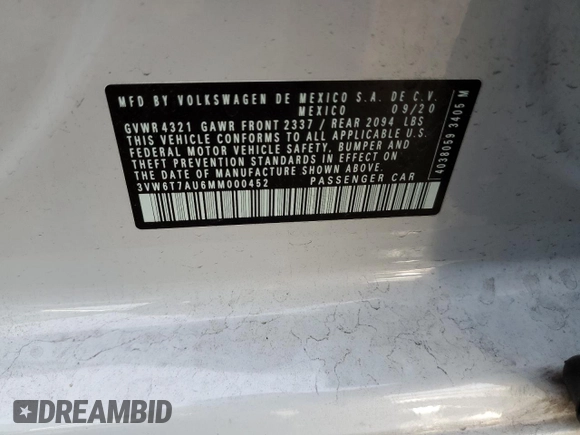 MFD BY VOLKSWAGEN DE MEXICO S.A. DE C.V.
MEXICO 09/20
GVWR 4321 GAWR FRONT 2337 / REAR 2094 LBS
THIS VEHICLE CONFORMS TO ALL APPLICABLE U.S.
FEDERAL MOTOR VEHICLE SAFETY, BUMPER AND
THEFT PREVENTION STANDARDS IN EFFECT ON
THE DATE OF MANUFACTURE SHOWN ABOVE.
3VW6T7AU6MM000452 PASSENGER CAR
4038059 3405 M
DREAMBID